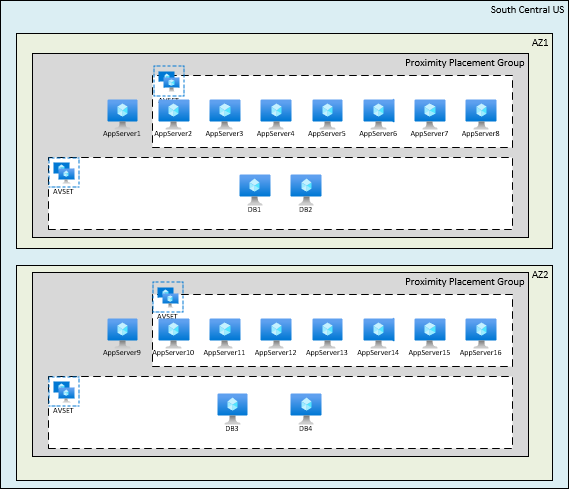 South Central US
AZ1
Proximity Placement Group
AVSET
AppServer1
AppServer2
AppServer3
AppServer4
AppServer5
AppServer6
AppServer7
AppServer8
AVSET
DB1
DB2
AZ2
Proximity Placement Group
AVSET
AppServer9
AppServer10
AppServer11
AppServer12
AppServer13
AppServer14
AppServer15
AppServer16
AVSET
DB3
DB4